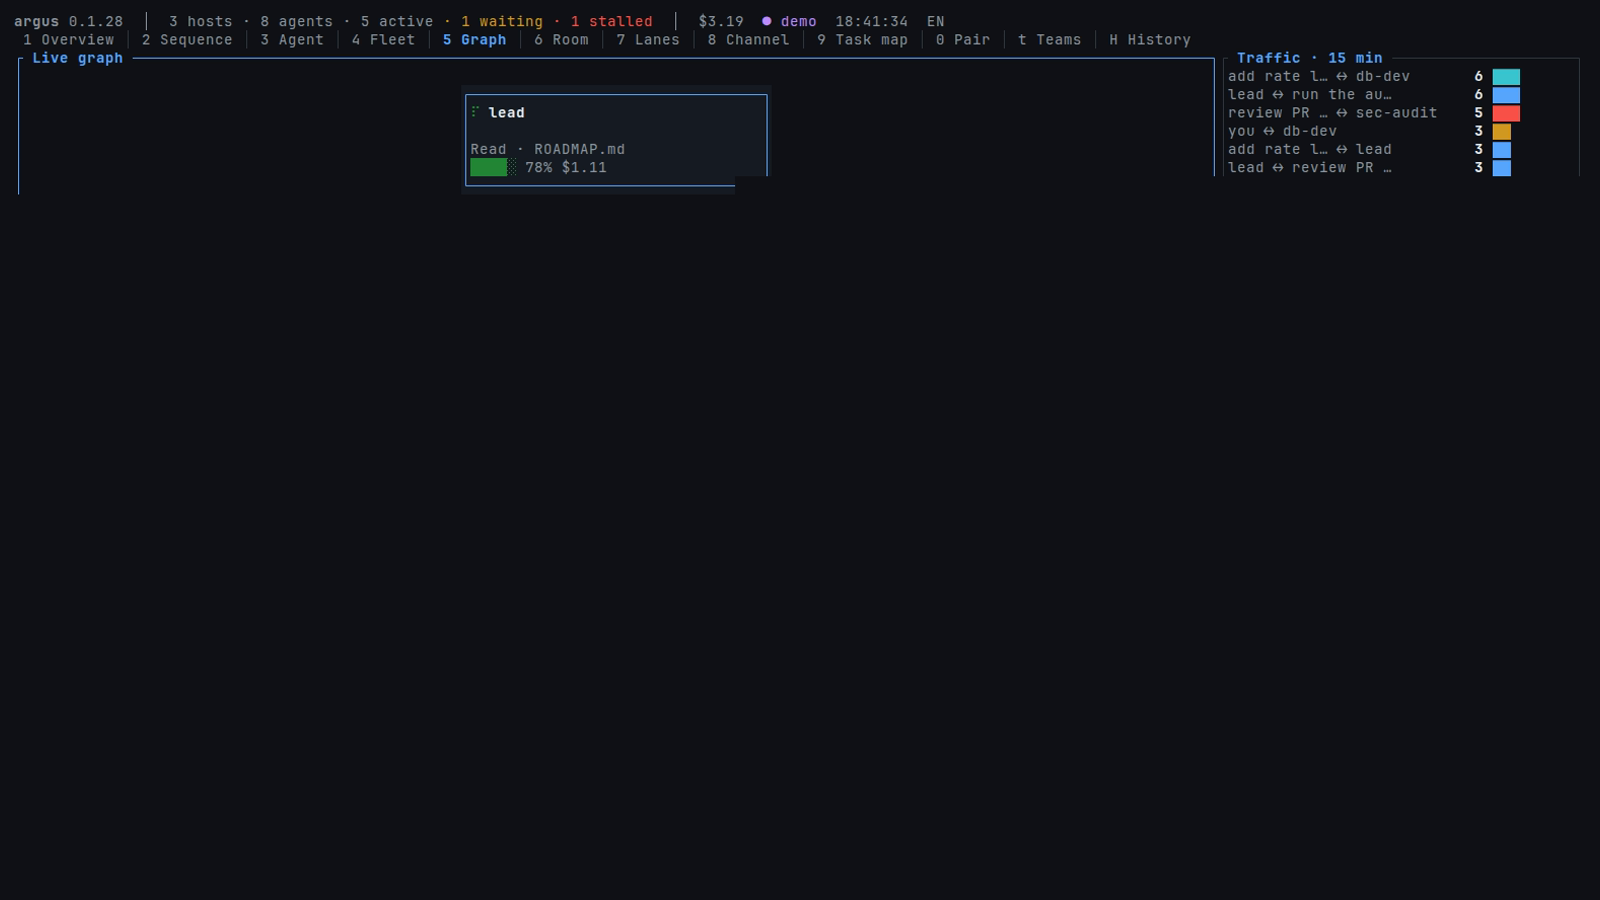 argus 0.1.28 │ 3 hosts · 8 agents · 5 active · 1 waiting · 1 stalled │ $3.19 ● demo 18:41:34 EN
1 Overview │ 2 Sequence │ 3 Agent │ 4 Fleet │ 5 Graph │ 6 Room │ 7 Lanes │ 8 Channel │ 9 Task map │ 0 Pair │ t Teams │ H History
Live graph
lead
Read · ROADMAP.md
78% $1.11
Traffic · 15 min
add rate l… ↔ db-dev 6
lead ↔ run the au… 6
review PR … ↔ sec-audit 5
you ↔ db-dev 3
add rate l… ↔ lead 3
lead ↔ review PR … 3